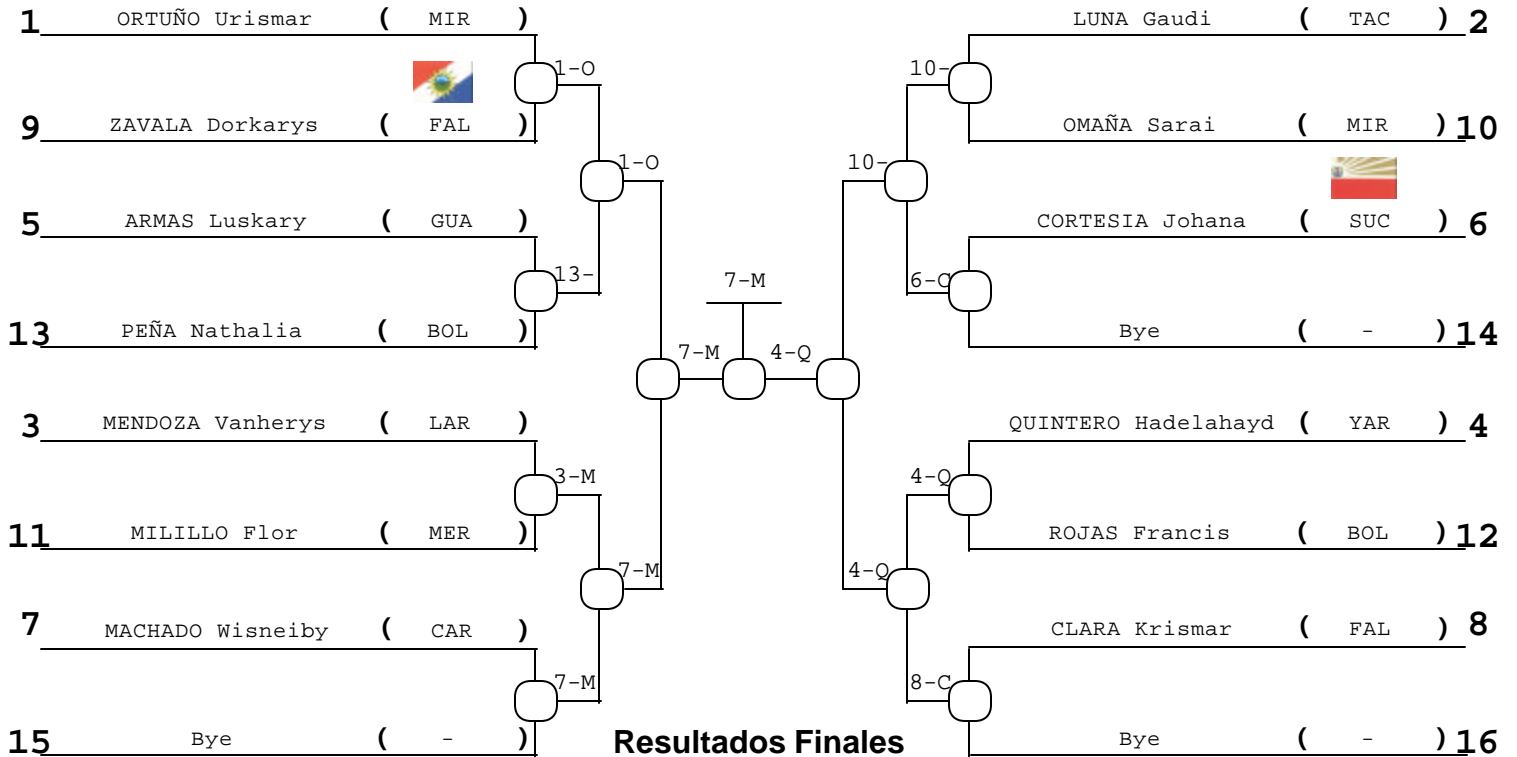 1 ORTUÑO Urismar ( MIR )
9 ZAVALA Dorkarys ( FAL )
5 ARMAS Luskary ( GUA )
13 PEÑA Nathalia ( BOL )
3 MENDOZA Vanherys ( LAR )
11 MILILLO Flor ( MER )
7 MACHADO Wisneiby ( CAR )
15 Bye ( - )
1-O
13-
3-M
7-M
1-O
7-M
7-M
7-M
4-Q
10-
4-Q
10-
6-C
4-Q
8-C
LUNA Gaudi ( TAC ) 2
OMAÑA Sarai ( MIR ) 10
CORTESIA Johana ( SUC ) 6
Bye ( - ) 14
QUINTERO Hadelahayd ( YAR ) 4
ROJAS Francis ( BOL ) 12
CLARA Krismar ( FAL ) 8
Bye ( - ) 16
Resultados Finales